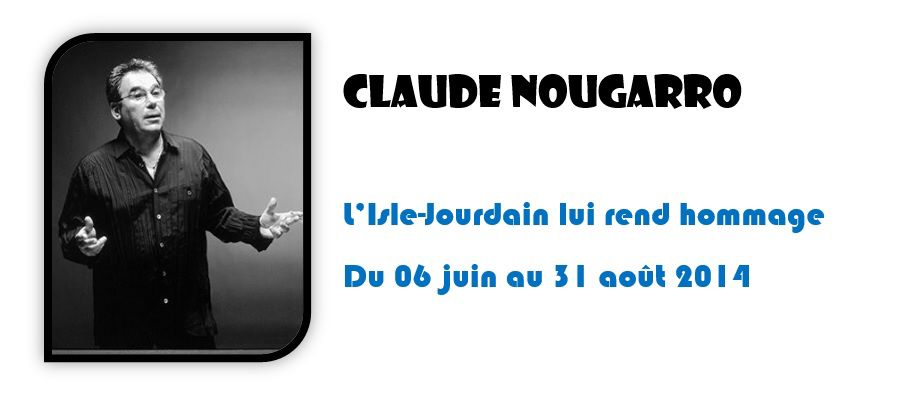 CLAUDE NOUGARRO
L'Isle-Jourdain lui rend hommage
Du 06 juin au 31 août 2014